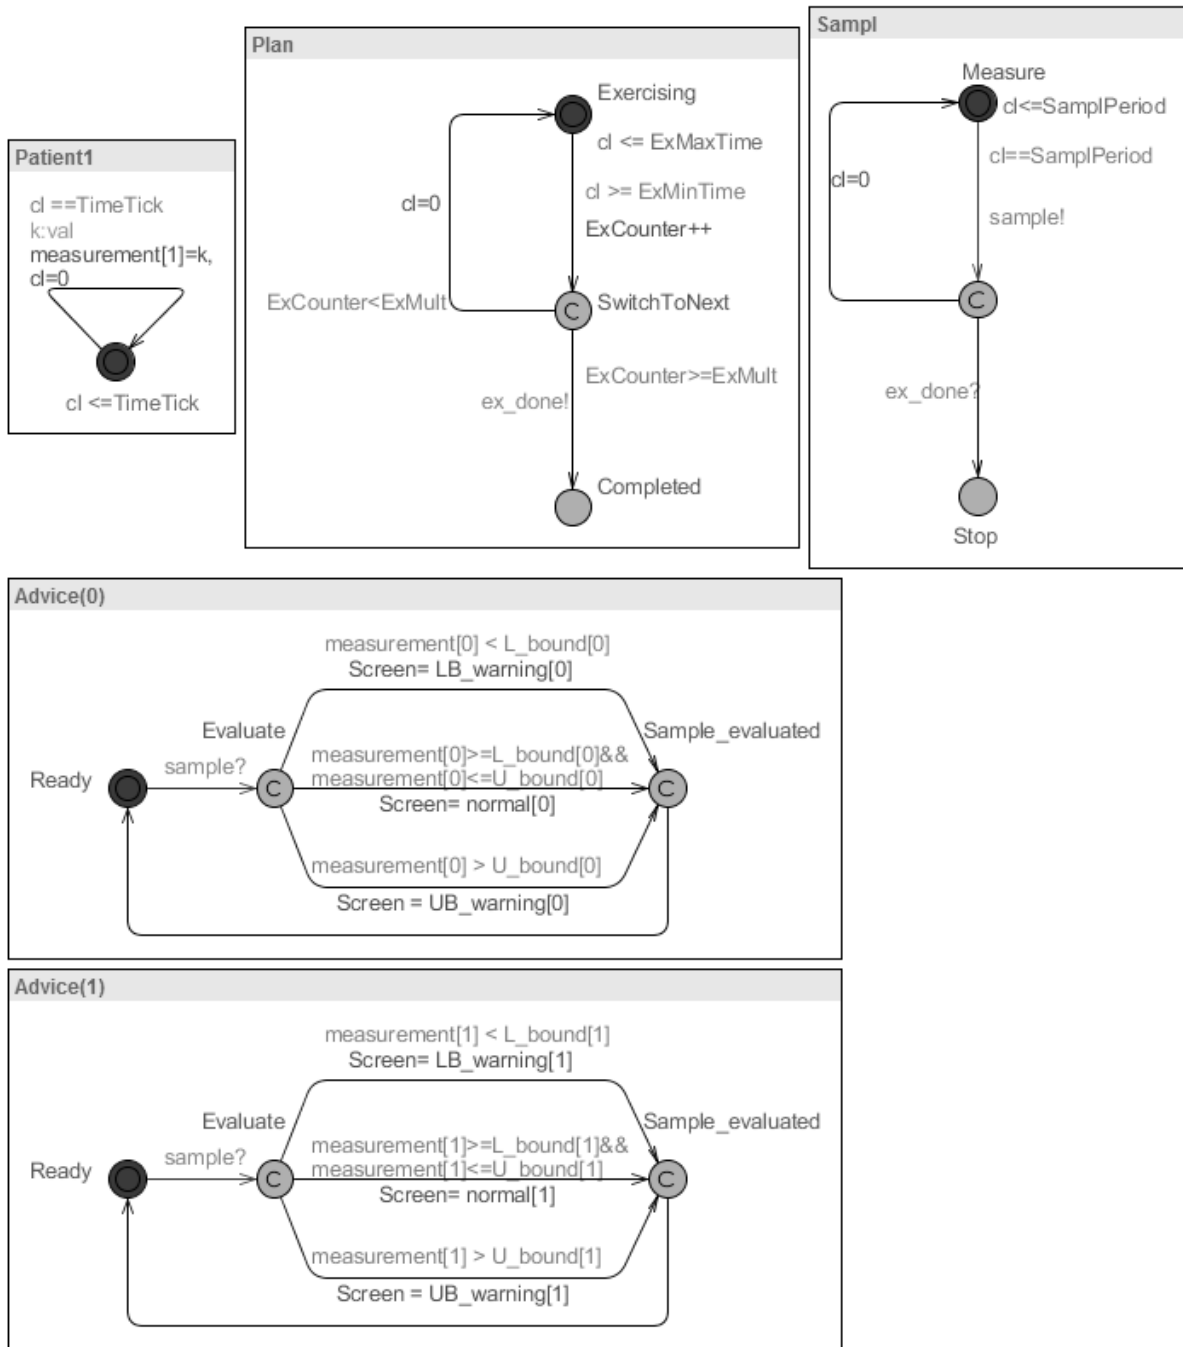 Patient1
cl ==TimeTick
k:val
measurement[1]=k,
cl=0
cl <=TimeTick
Plan
Exercising
cl <= ExMaxTime
cl >= ExMinTime
cl=0
ExCounter++
ExCounter<ExMult
C
SwitchToNext
ExCounter>=ExMult
ex_done!
Completed
Sampl
Measure
cl<=SamplPeriod
cl==SamplPeriod
cl=0
sample!
C
ex_done?
Stop
Advice(0)
measurement[0] < L_bound[0]
Screen= LB_warning[0]
Evaluate
Sample_evaluated
measurement[0]>=L_bound[0]&&
Ready
sample?
measurement[0]<=U_bound[0]
C
C
Screen= normal[0]
measurement[0] > U_bound[0]
Screen = UB_warning[0]
Advice(1)
measurement[1] < L_bound[1]
Screen= LB_warning[1]
Evaluate
Sample_evaluated
measurement[1]>=L_bound[1]&&
Ready
sample?
measurement[1]<=U_bound[1]
C
C
Screen= normal[1]
measurement[1] > U_bound[1]
Screen = UB_warning[1]